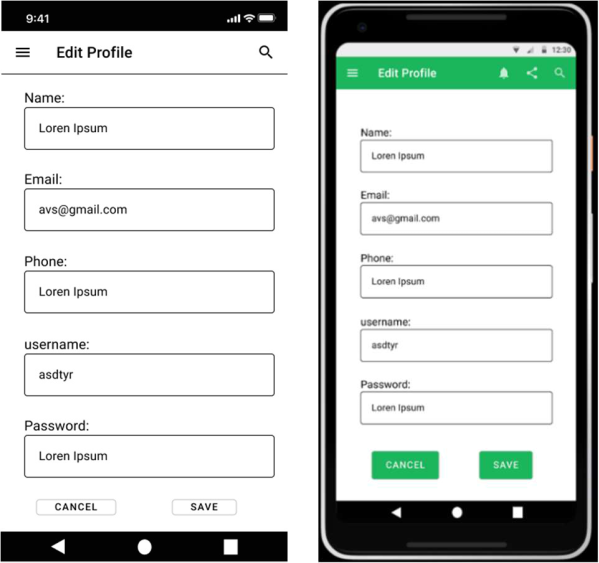 9:41
Edit Profile
Name:
Loren Ipsum
Email:
avs@gmail.com
Phone:
Loren Ipsum
username:
asdtyr
Password:
Loren Ipsum
CANCEL SAVE
12:30
Edit Profile
Name:
Loren Ipsum
Email:
avs@gmail.com
Phone:
Loren Ipsum
username:
asdtyr
Password:
Loren Ipsum
CANCEL SAVE